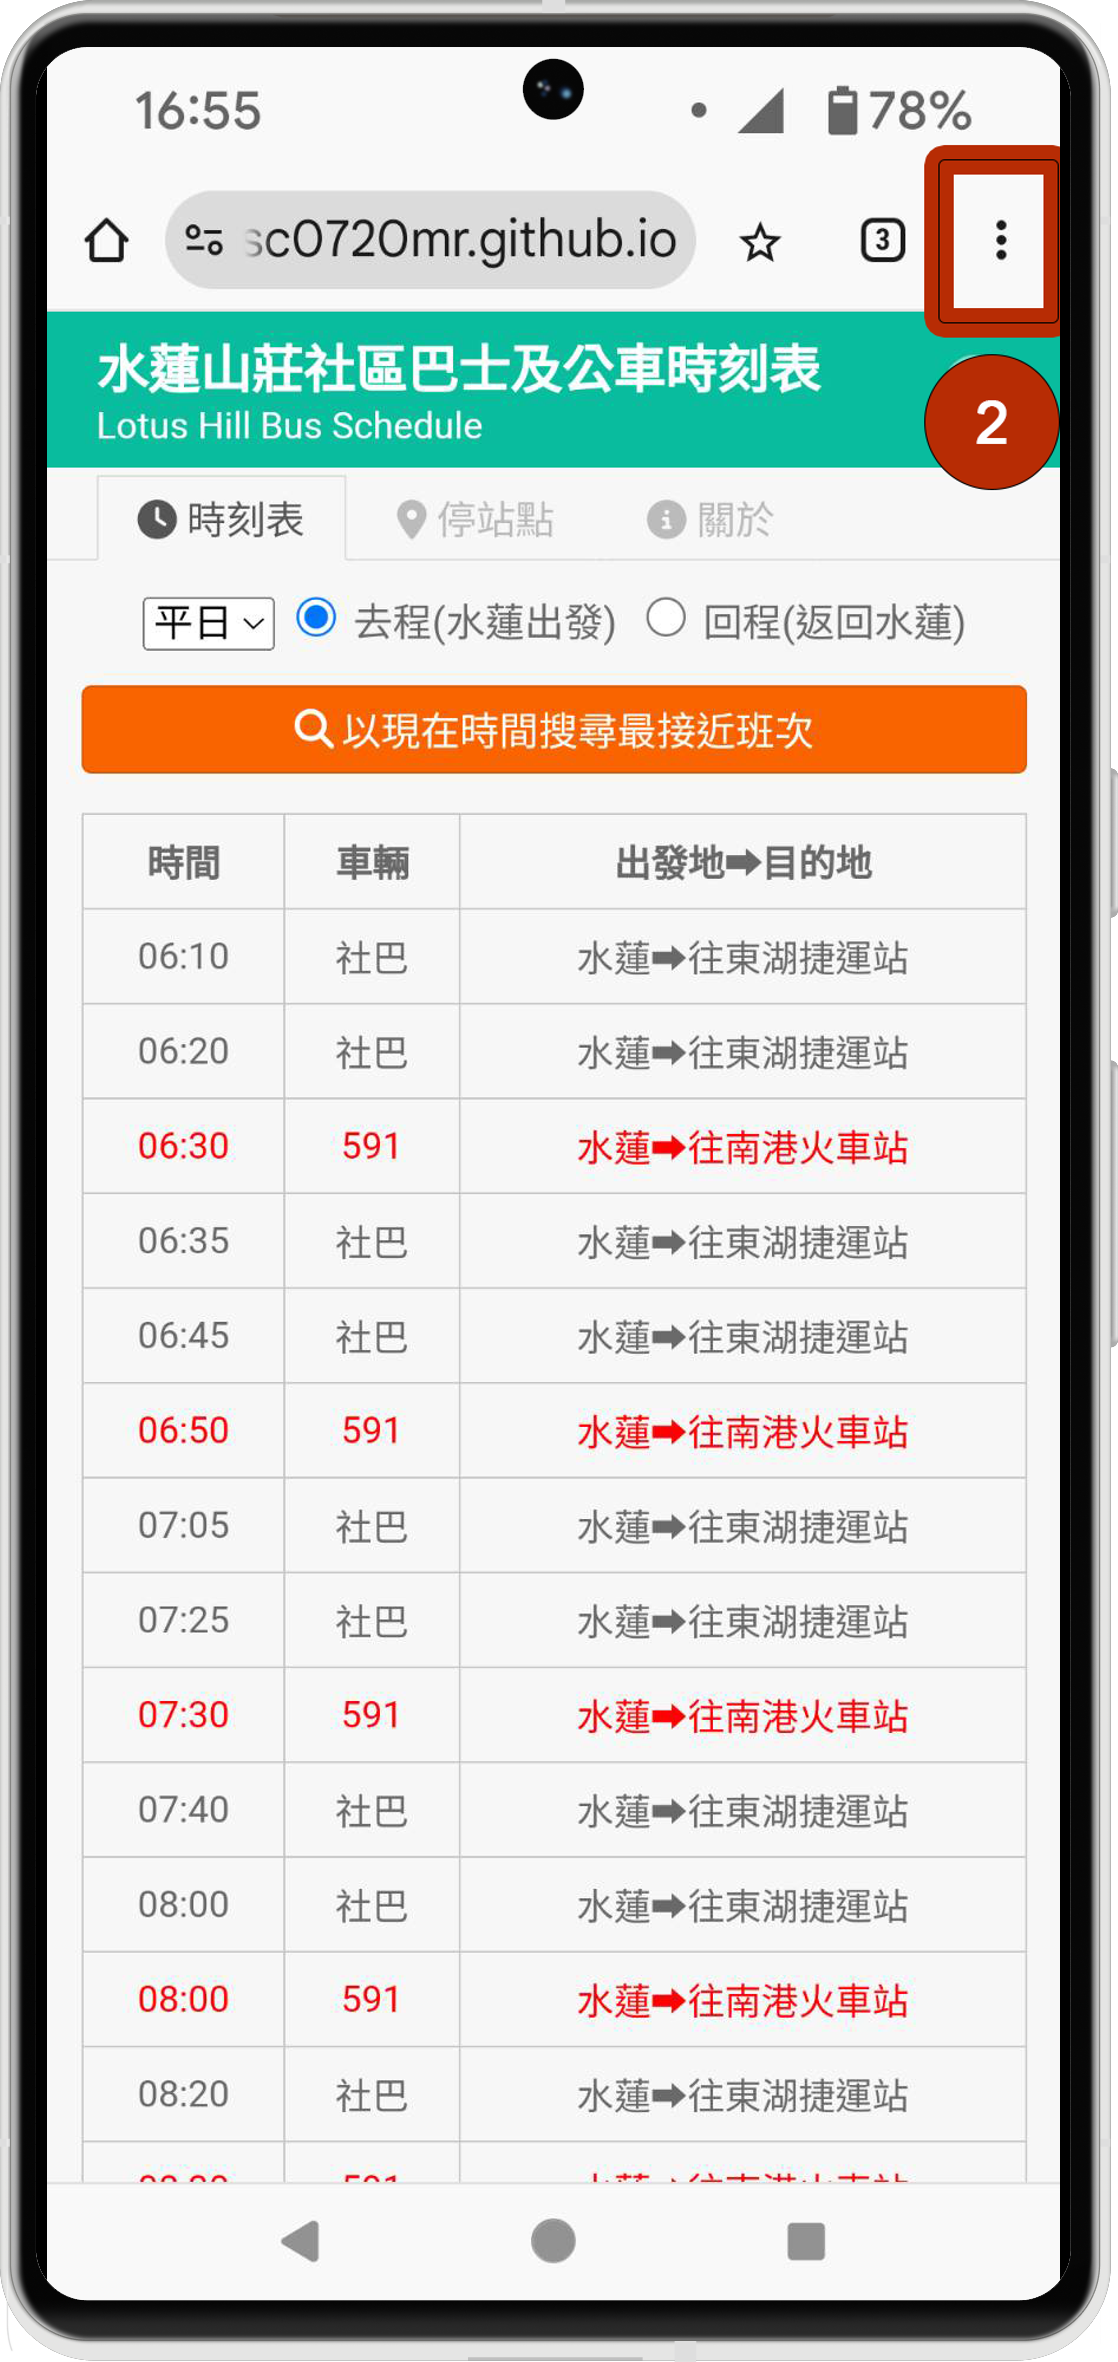 16:55
78%
sc0720mr.github.io
3
水蓮山莊社區巴士及公車時刻表
Lotus Hill Bus Schedule
2
時刻表 停站點 關於
平日 去程(水蓮出發) 回程(返回水蓮)
以現在時間搜尋最接近班次
時間 車輛 出發地➡目的地
06:10 社巴 水蓮➡往東湖捷運站
06:20 社巴 水蓮➡往東湖捷運站
06:30 591 水蓮➡往南港火車站
06:35 社巴 水蓮➡往東湖捷運站
06:45 社巴 水蓮➡往東湖捷運站
06:50 591 水蓮➡往南港火車站
07:05 社巴 水蓮➡往東湖捷運站
07:25 社巴 水蓮➡往東湖捷運站
07:30 591 水蓮➡往南港火車站
07:40 社巴 水蓮➡往東湖捷運站
08:00 社巴 水蓮➡往東湖捷運站
08:00 591 水蓮➡往南港火車站
08:20 社巴 水蓮➡往東湖捷運站